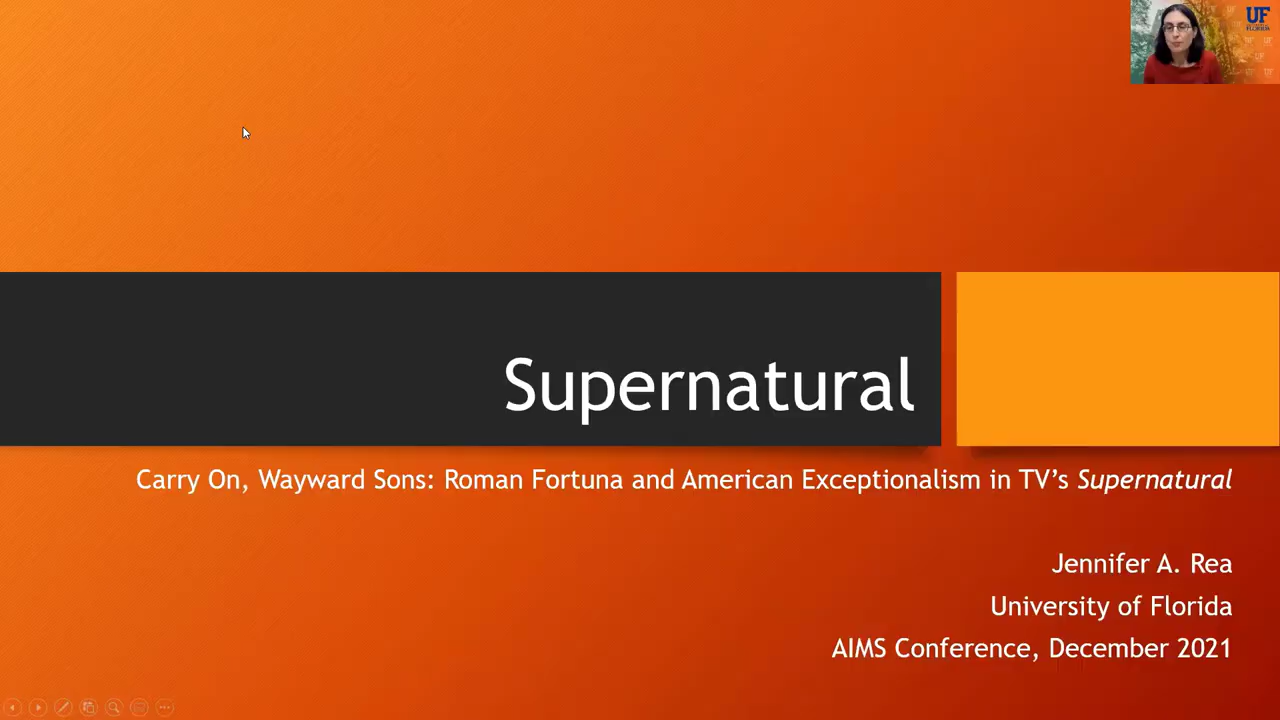 UF
FLORIDA
Supernatural
Carry On, Wayward Sons: Roman Fortuna and American Exceptionalism in TV’s Supernatural
Jennifer A. Rea
University of Florida
AIMS Conference, December 2021